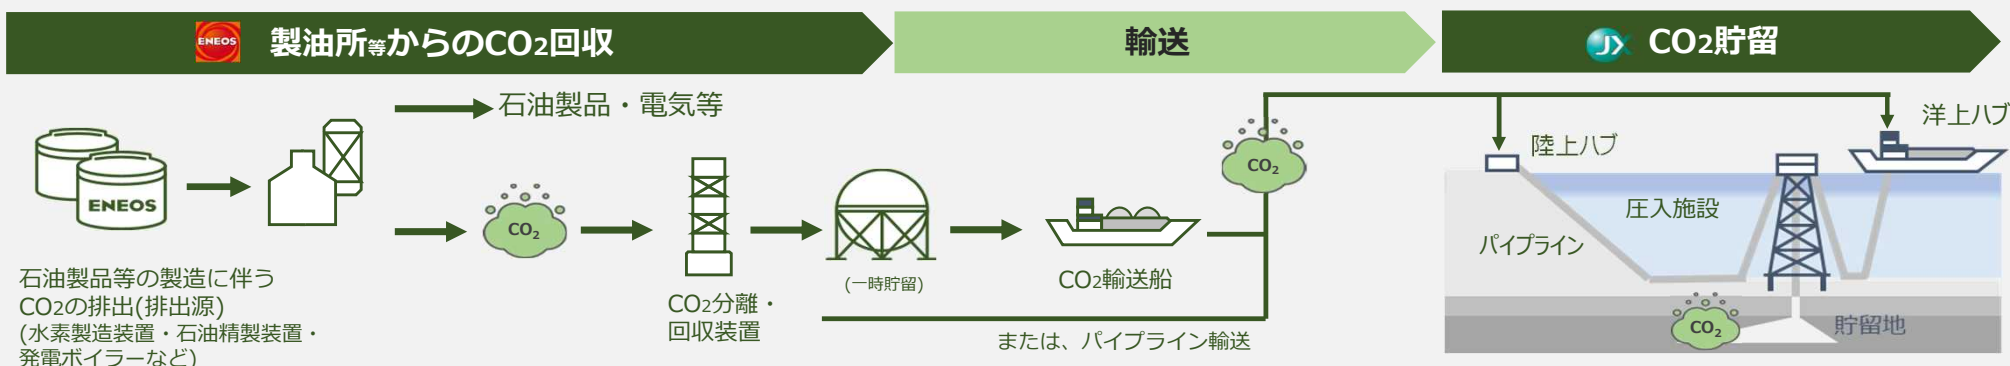 ENEOS 製油所等からのCO2回収
輸送
JX CO2貯留
石油製品・電気等
ENEOS
石油製品等の製造に伴う
CO2の排出(排出源)
(水素製造装置・石油精製装置・
発電ボイラーなど)
CO2
CO2分離・
回収装置
(一時貯留)
CO2輸送船
または、パイプライン輸送
CO2
陸上ハブ
洋上ハブ
圧入施設
パイプライン
CO2
貯留地